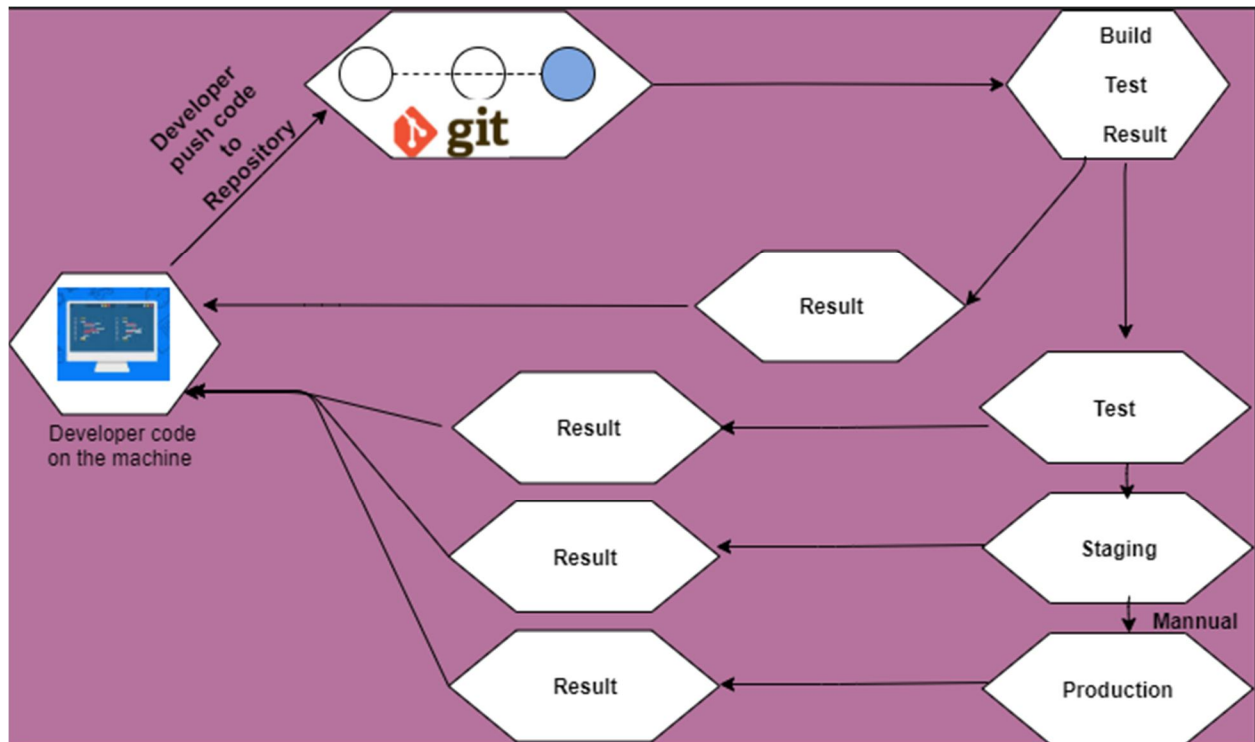 Developer
push code
to
Repository
git
Build
Test
Result
Result
Developer code
on the machine
Result
Test
Result
Staging
Mannual
Result
Production